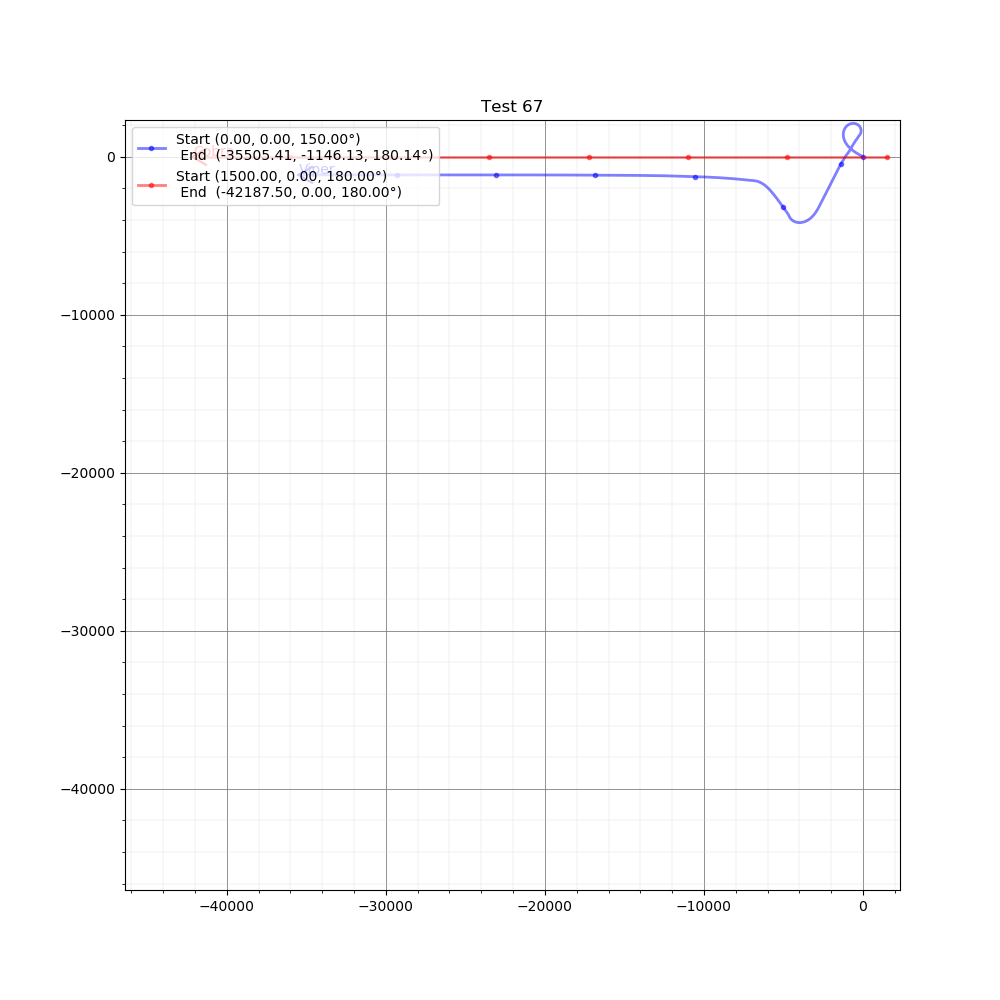 Test 67
Start (0.00, 0.00, 150.00°)
End (-35505.41, -1146.13, 180.14°)
Start (1500.00, 0.00, 180.00°)
End (-42187.50, 0.00, 180.00°)
Viper
0
−10000
−20000
−30000
−40000
−40000 −30000 −20000 −10000 0